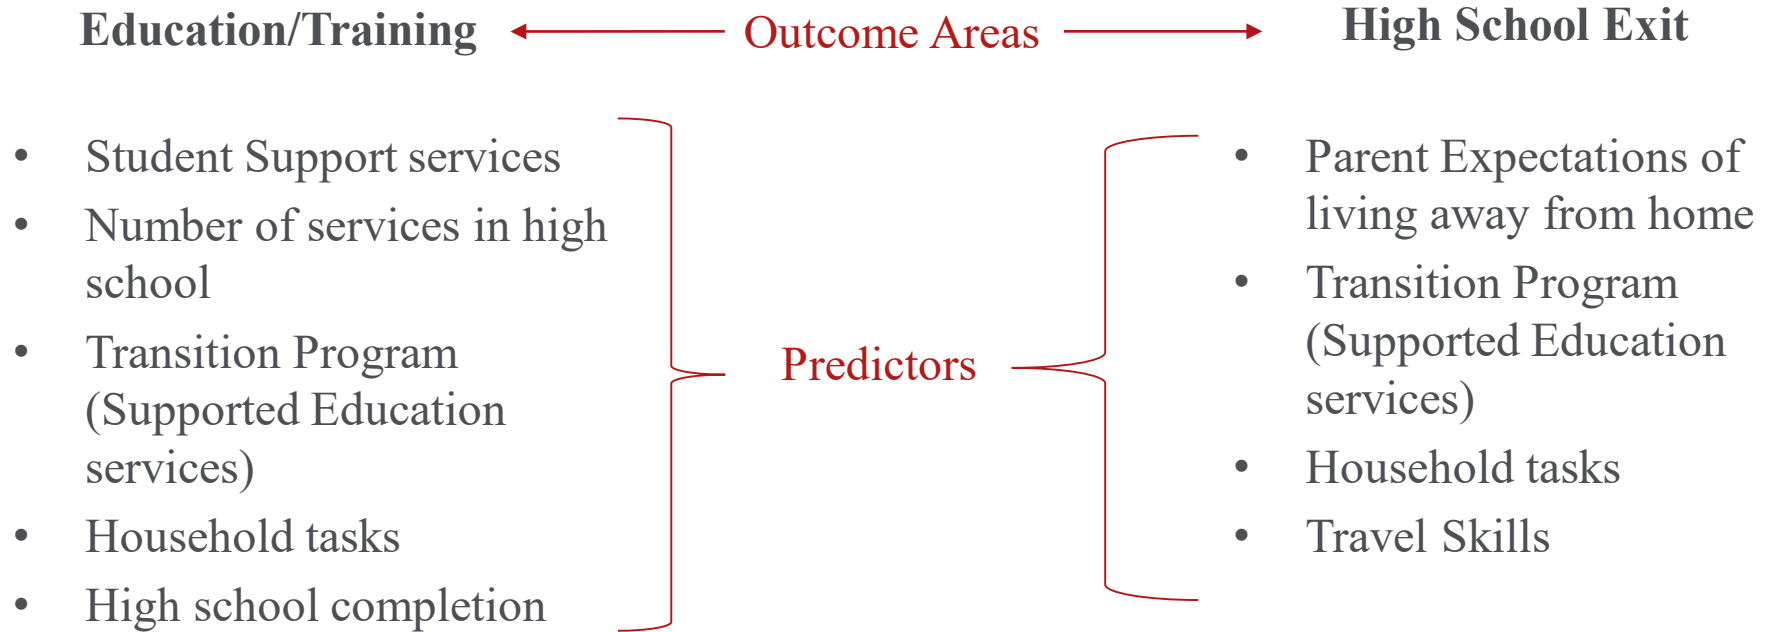 Education/Training
Outcome Areas
High School Exit
• Student Support services
• Number of services in high
school
• Transition Program
(Supported Education
services)
• Household tasks
• High school completion
Predictors
• Parent Expectations of
living away from home
• Transition Program
(Supported Education
services)
• Household tasks
• Travel Skills